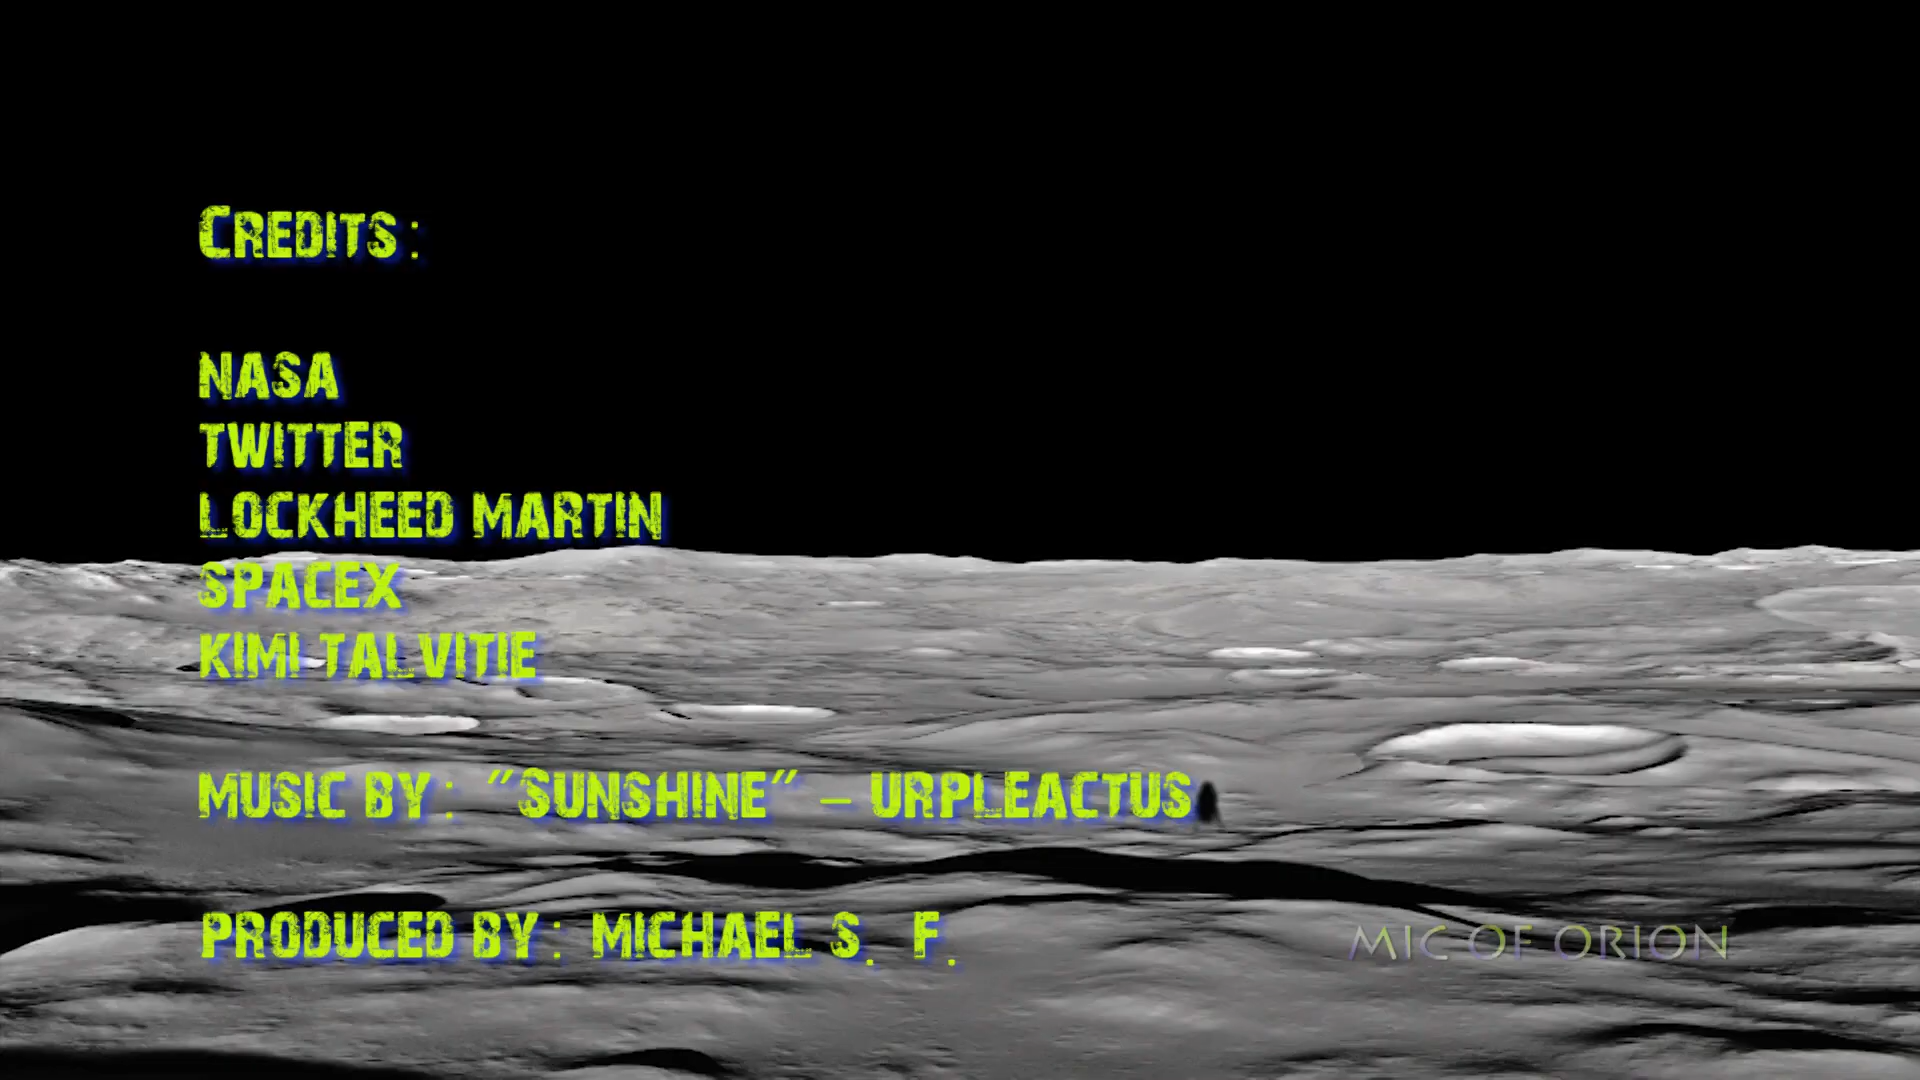 Credits:
NASA
TWITTER
LOCKHEED MARTIN
SPACEX
KIMI TALVITIE
MUSIC BY: "SUNSHINE" – URPLEACTUS
PRODUCED BY: MICHAEL S. F.
MIC OF ORION